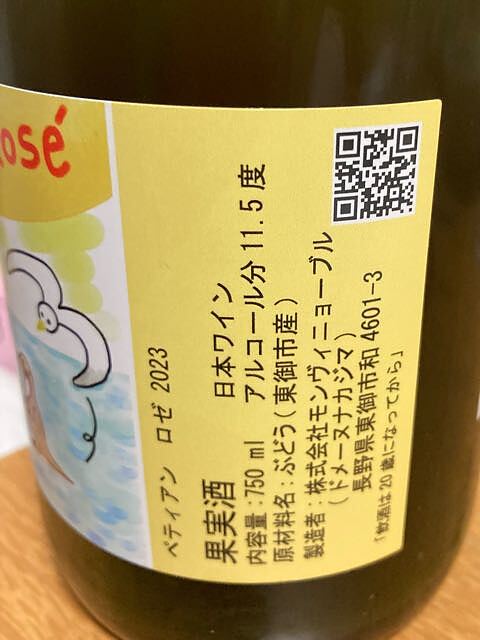 Rosé
ペティアン ロゼ 2023
果実酒 日本ワイン
内容量:750 ml アルコール分 11.5 度
原材料名:ぶどう(東御市産)
製造者:株式会社モンヴィニョーブル
(ドメーヌナカジマ)
長野県東御市和 4601-3
「飲酒は 20 歳になってから」